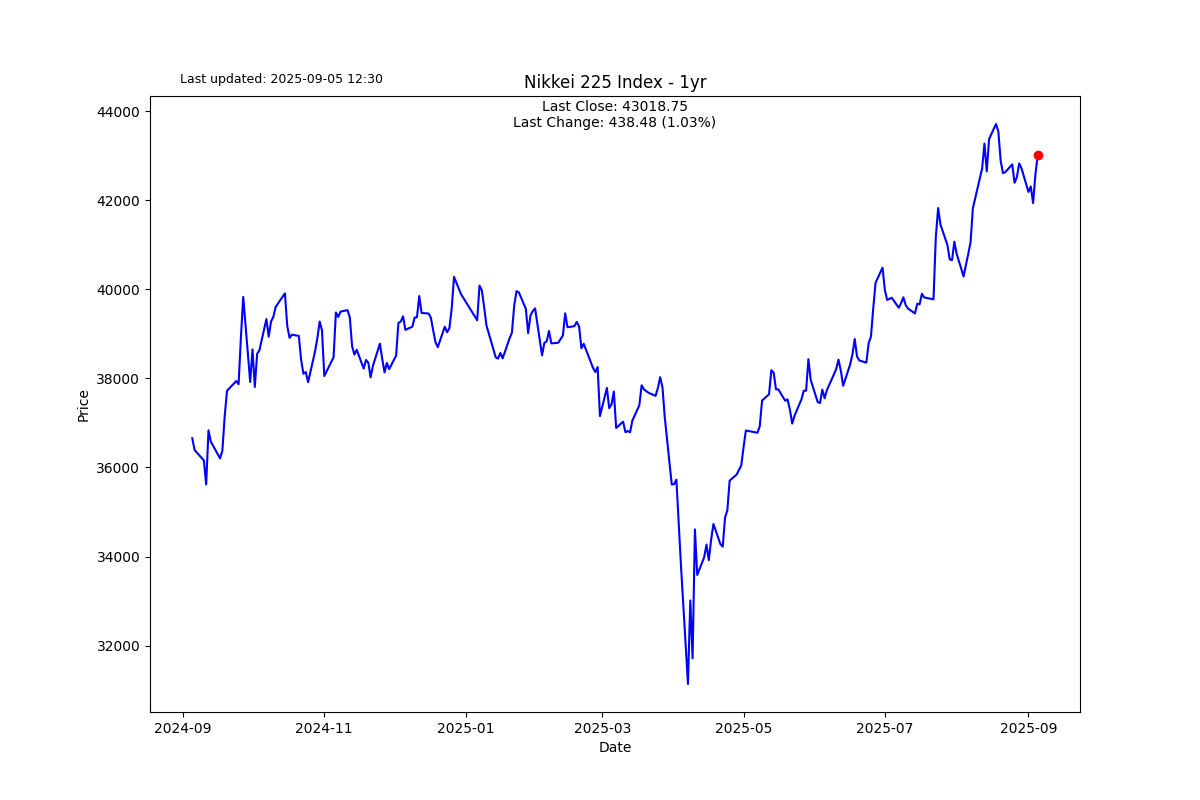 Last updated: 2025-09-05 12:30
Nikkei 225 Index - 1yr
Last Close: 43018.75
Last Change: 438.48 (1.03%)
44000
42000
40000
38000
36000
34000
32000
Price
2024-09
2024-11
2025-01
2025-03
2025-05
2025-07
2025-09
Date